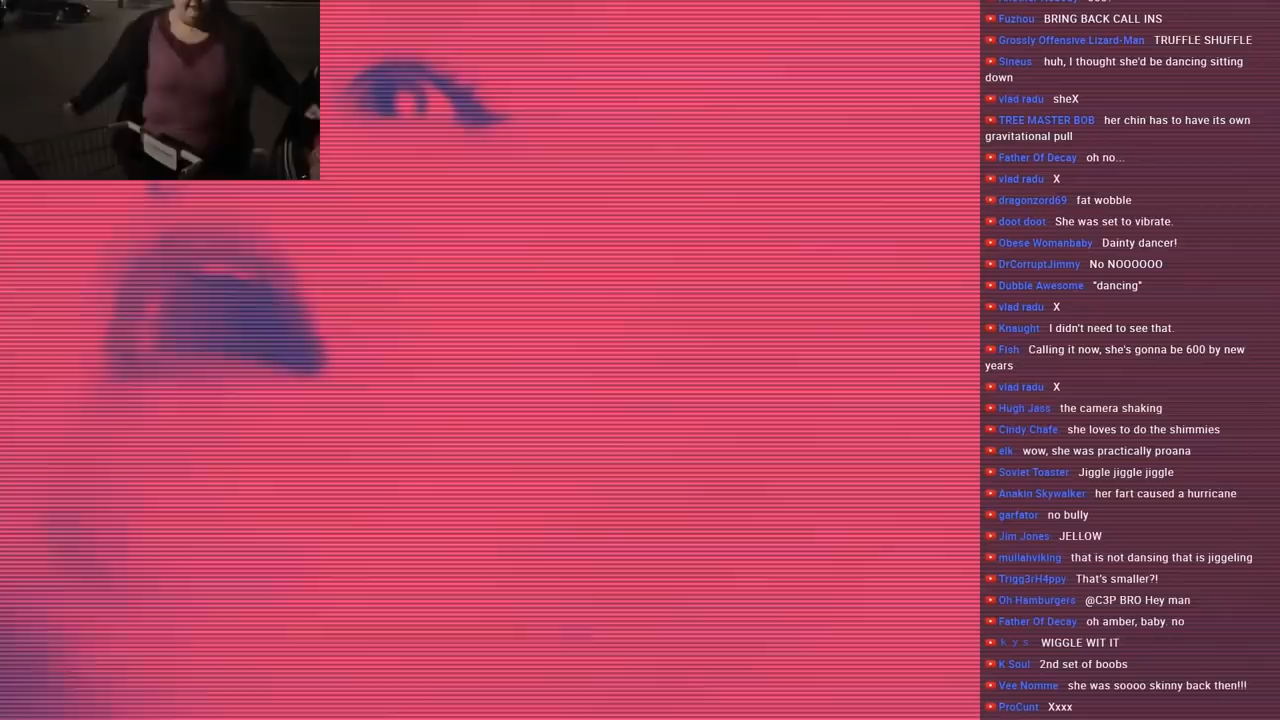 Fuzhou BRING BACK CALL INS
Grossly Offensive Lizard-Man TRUFFLE SHUFFLE
Sineus huh, I thought she'd be dancing sitting
down
vlad radu sheX
TREE MASTER BOB her chin has to have its own
gravitational pull
Father Of Decay oh no...
vlad radu X
dragonzord69 fat wobble
doot doot She was set to vibrate.
Obese Womanbaby Dainty dancer!
DrCorruptJimmy No NOOOOOO
Dubble Awesome "dancing"
vlad radu X
Knaught I didn't need to see that.
Fish Calling it now, she's gonna be 600 by new
years
vlad radu X
Hugh Jass the camera shaking
Cindy Chafe she loves to do the shimmies
elk wow, she was practically proana
Soviet Toaster Jiggle jiggle jiggle
Anakin Skywalker her fart caused a hurricane
garfator no bully
Jim Jones JELLOW
mullahviking that is not dansing that is jiggeling
Trigg3rH4ppy That's smaller?!
Oh Hamburgers @C3P BRO Hey man
Father Of Decay oh amber, baby. no
k y s WIGGLE WIT IT
K Soul 2nd set of boobs
Vee Nomme she was soooo skinny back then!!!
ProCunt Xxxx